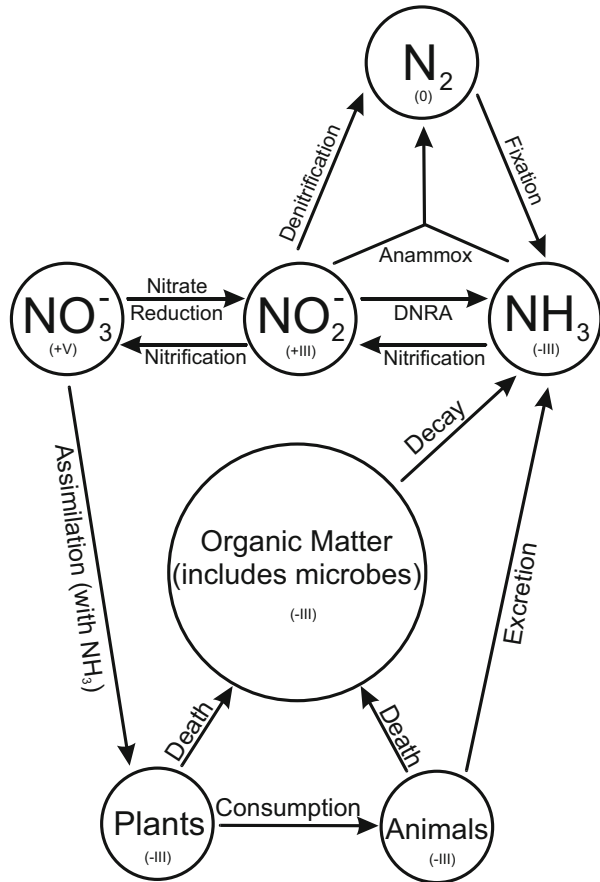 N₂
(0)
Denitrification
Fixation
Anammox
NO₃⁻
(+V)
Nitrate
Reduction
Nitrification
NO₂⁻
(+III)
DNRA
Nitrification
NH₃
(-III)
Decay
Assimilation (with NH₃)
Organic Matter
(includes microbes)
(-III)
Excretion
Death
Death
Plants
(-III)
Consumption
Animals
(-III)